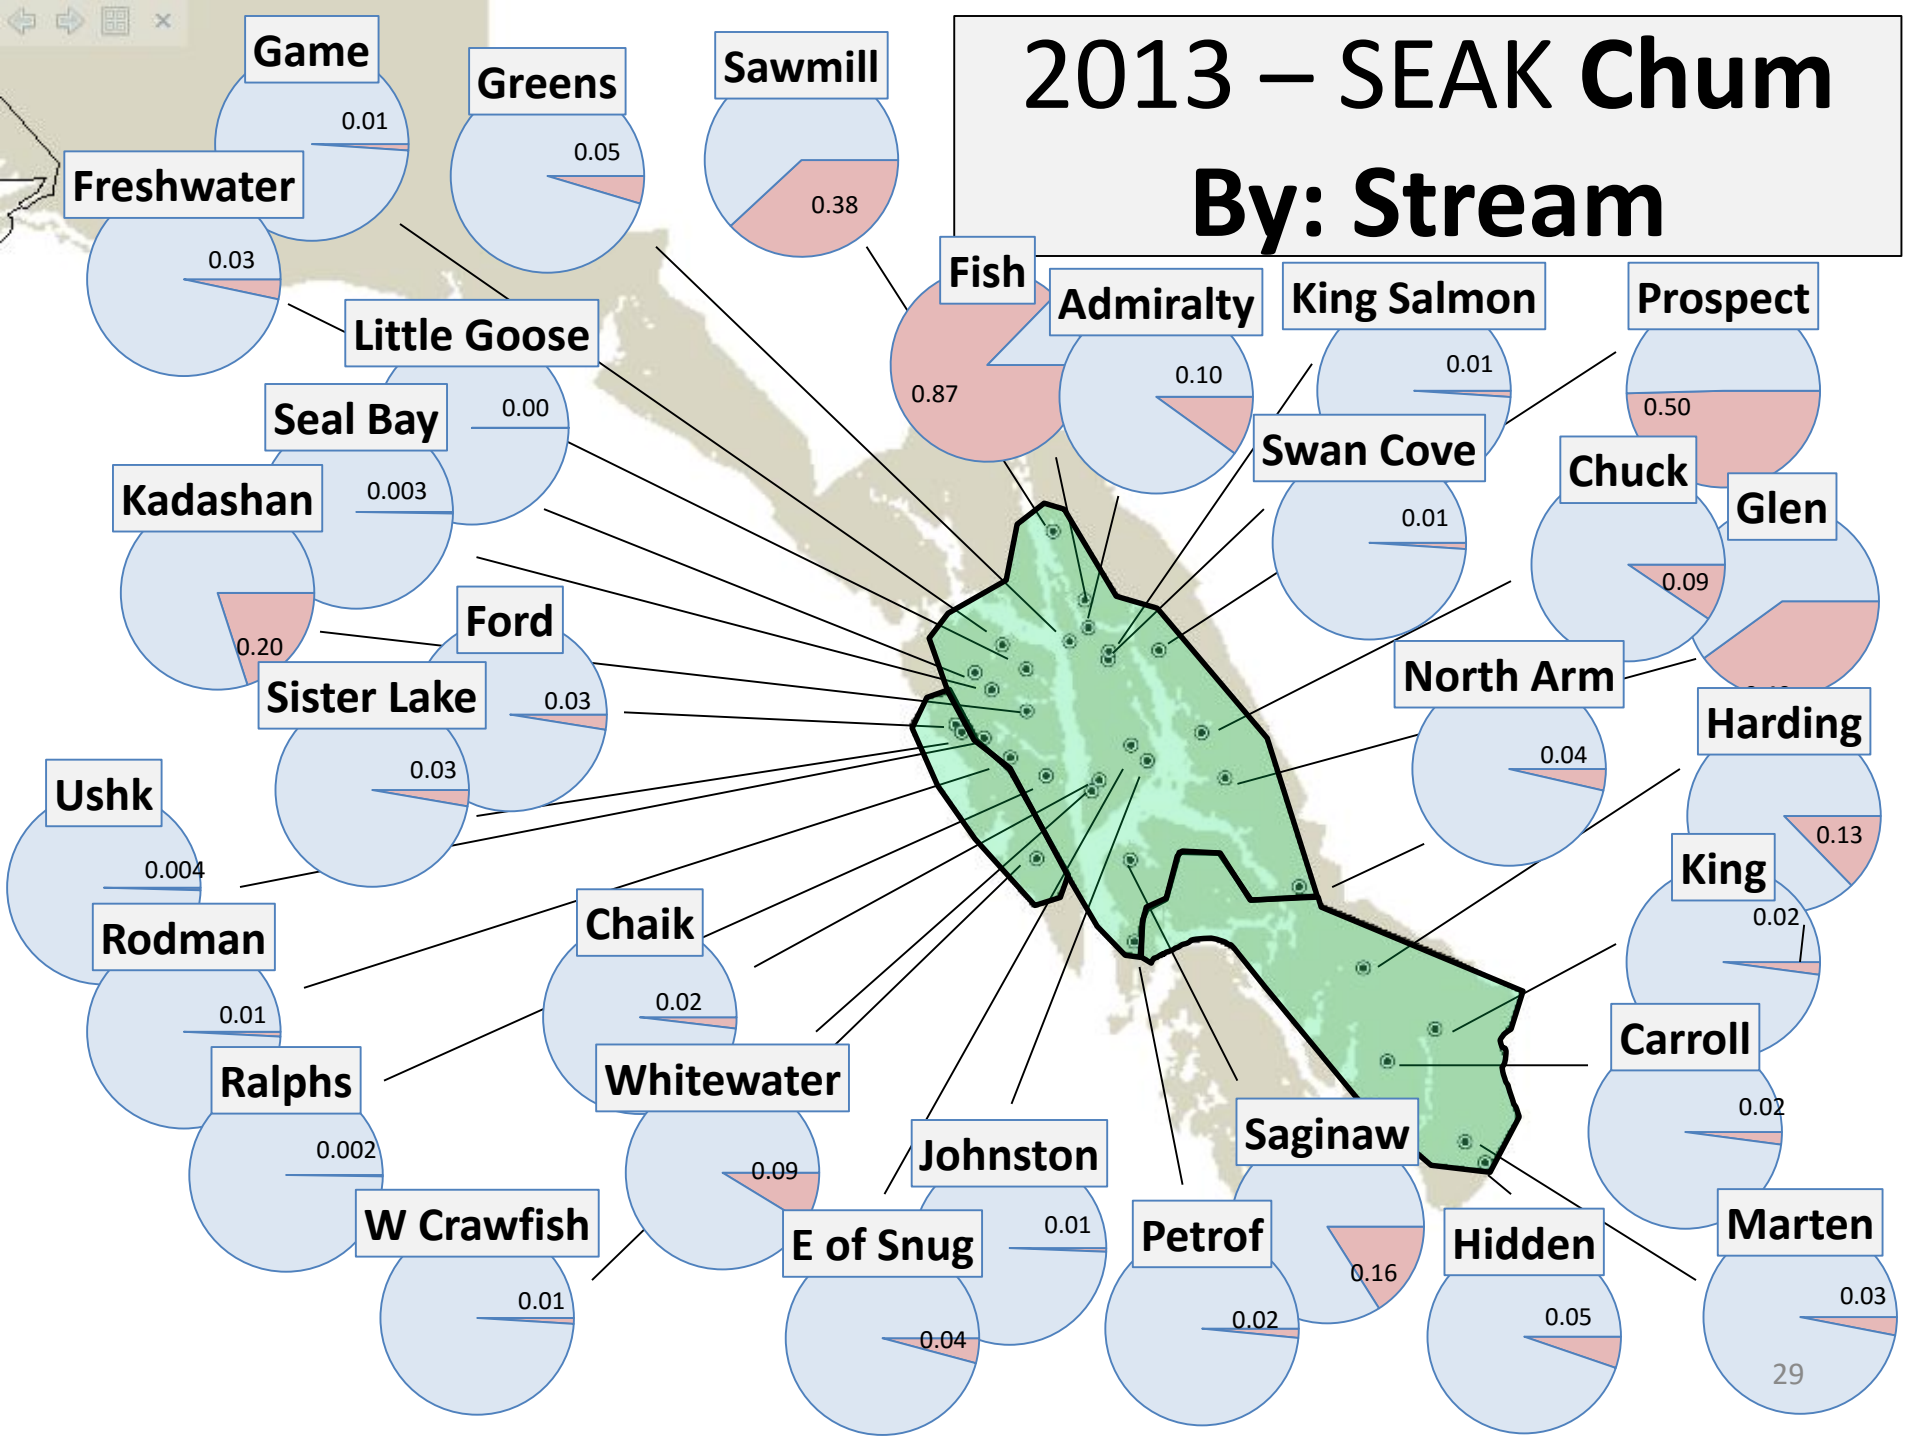 2013 – SEAK Chum
By: Stream
Game
0.01
Greens
0.05
Sawmill
0.38
Freshwater
0.03
Fish
0.87
Admiralty
0.10
King Salmon
0.01
Prospect
0.50
Little Goose
0.00
Seal Bay
0.003
Swan Cove
0.01
Chuck
0.09
Glen
Kadashan
0.20
Ford
0.03
Sister Lake
0.03
North Arm
0.04
Harding
0.13
Ushk
0.004
King
0.02
Rodman
0.01
Chaik
0.02
Carroll
0.02
Ralphs
0.002
Whitewater
0.09
Johnston
0.01
Saginaw
0.16
W Crawfish
0.01
E of Snug
0.04
Petrof
0.02
Hidden
0.05
Marten
0.03
29